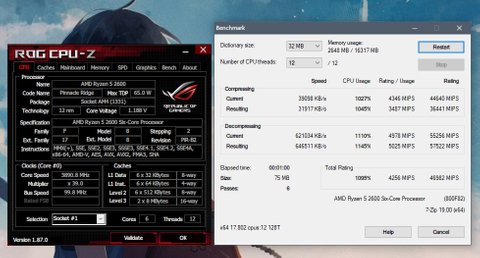 ROG CPU-Z
CPU Caches Mainboard Memory SPD Graphics Bench About
Processor
Name AMD Ryzen 5 2600
Code Name Pinnacle Ridge Max TDP 65.0 W
Package Socket AM4 (1331)
Technology 12 nm Core Voltage 1.188 V
REPUBLIC OF GAMERS
Specification AMD Ryzen 5 2600 Six-Core Processor
Family F Model 8 Stepping 2
Ext. Family 17 Ext. Model 8 Revision PiR-B2
Instructions MMX(+), SSE, SSE2, SSE3, SSSE3, SSE4.1, SSE4.2, SSE4A,
x86-64, AMD-V, AES, AVX, AVX2, FMA3, SHA
Clocks (Core #0) Caches
Core Speed 3890.8 MHz L1 Data 6 x 32 KBytes 8-way
Multiplier x 39.0 L1 Inst. 6 x 64 KBytes 4-way
Bus Speed 99.8 MHz Level 2 6 x 512 KBytes 8-way
Rated FSB Level 3 2 x 8 MBytes 16-way
Selection Socket #1 Cores 6 Threads 12
Version 1.87.0 Validate OK
Benchmark
Dictionary size: 32 MB Memory usage: Restart
2648 MB / 16317 MB
Number of CPU threads: 12 / 12 Stop
Speed CPU Usage Rating / Usage Rating
Compressing
Current 39098 KB/s 1027% 4346 MIPS 44640 MIPS
Resulting 31917 KB/s 1045% 3487 MIPS 36441 MIPS
Decompressing
Current 621034 KB/s 1110% 4978 MIPS 55256 MIPS
Resulting 646511 KB/s 1145% 5024 MIPS 57522 MIPS
Elapsed time: 00:01:00 Total Rating
Size: 75 MB 1095% 4256 MIPS 46982 MIPS
Passes: 6
AMD Ryzen 5 2600 Six-Core Processor (800F82)
7-Zip 19.00 (x64)
x64 17.802 cpus:12 128T
Help Cancel